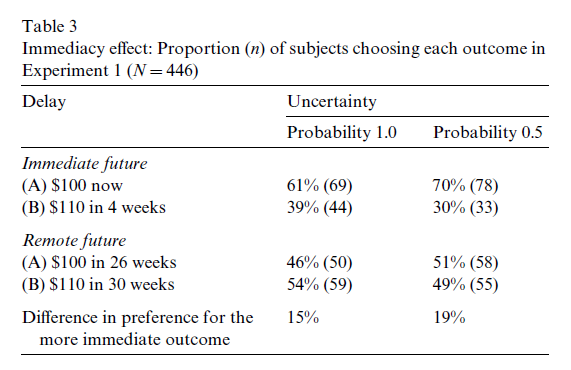 Table 3
Immediacy effect: Proportion (n) of subjects choosing each outcome in
Experiment 1 (N = 446)
Delay Uncertainty
Probability 1.0 Probability 0.5
Immediate future
(A) $100 now 61% (69) 70% (78)
(B) $110 in 4 weeks 39% (44) 30% (33)
Remote future
(A) $100 in 26 weeks 46% (50) 51% (58)
(B) $110 in 30 weeks 54% (59) 49% (55)
Difference in preference for the 15% 19%
more immediate outcome